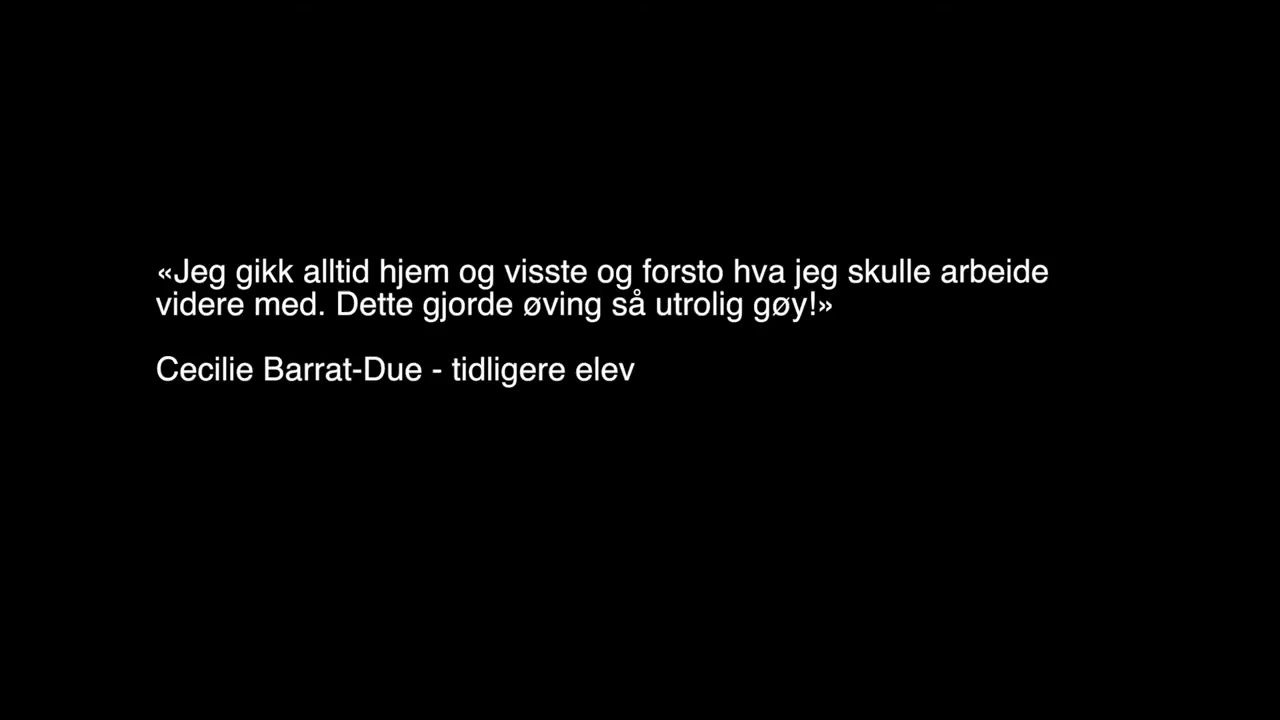 «Jeg gikk alltid hjem og visste og forsto hva jeg skulle arbeide
videre med. Dette gjorde øving så utrolig gøy!»
Cecilie Barrat-Due - tidligere elev